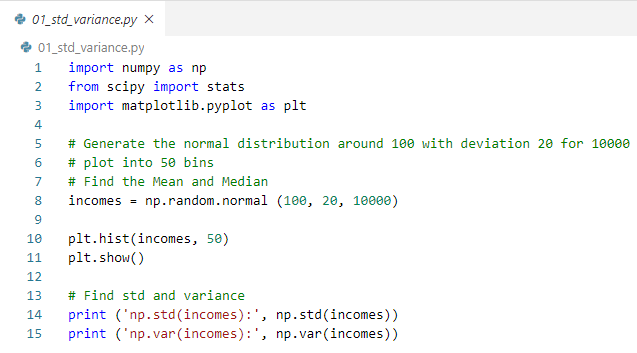 01_std_variance.py ×
01_std_variance.py
1 import numpy as np
2 from scipy import stats
3 import matplotlib.pyplot as plt
4
5 # Generate the normal distribution around 100 with deviation 20 for 10000
6 # plot into 50 bins
7 # Find the Mean and Median
8 incomes = np.random.normal (100, 20, 10000)
9
10 plt.hist(incomes, 50)
11 plt.show()
12
13 # Find std and variance
14 print ('np.std(incomes):', np.std(incomes))
15 print ('np.var(incomes):', np.var(incomes))